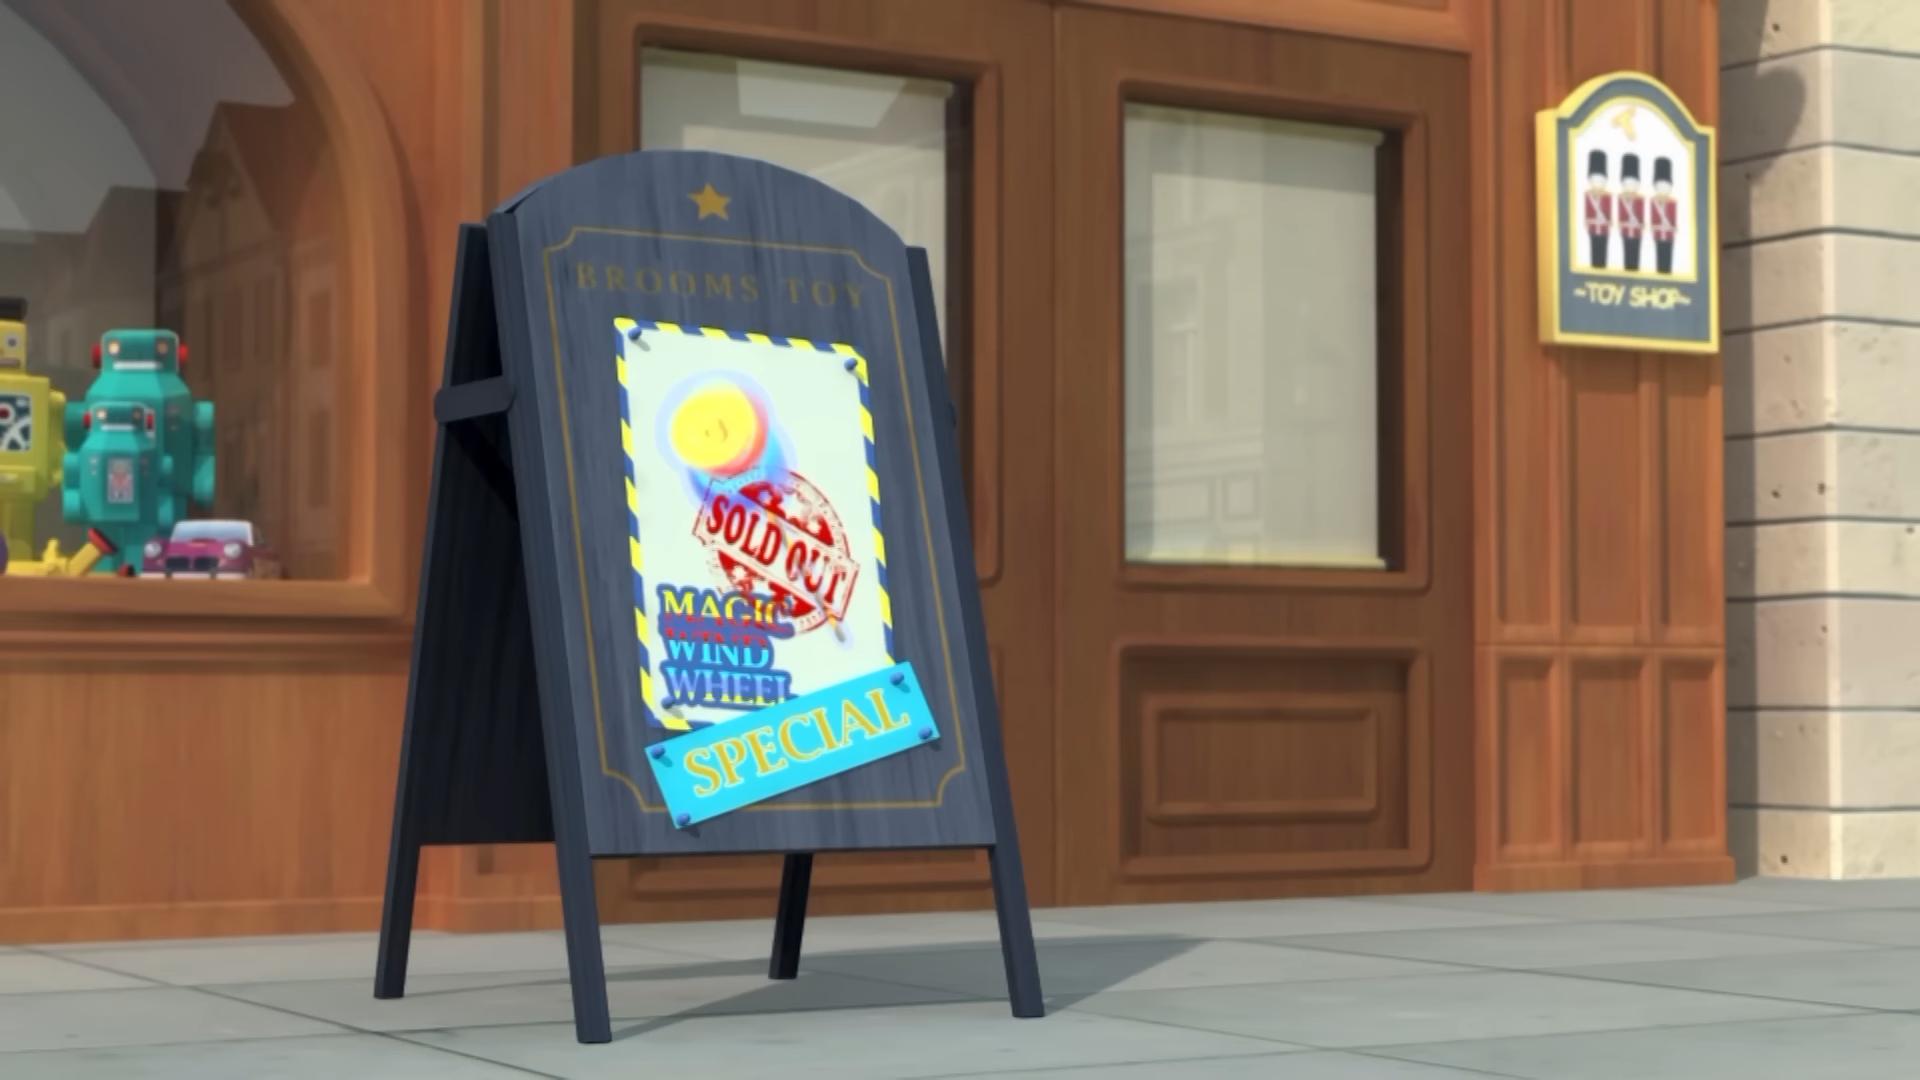 BROOMS TOY
SOLD OUT
MAGIC
WIND
WHEEL
SPECIAL
~TOY SHOP~